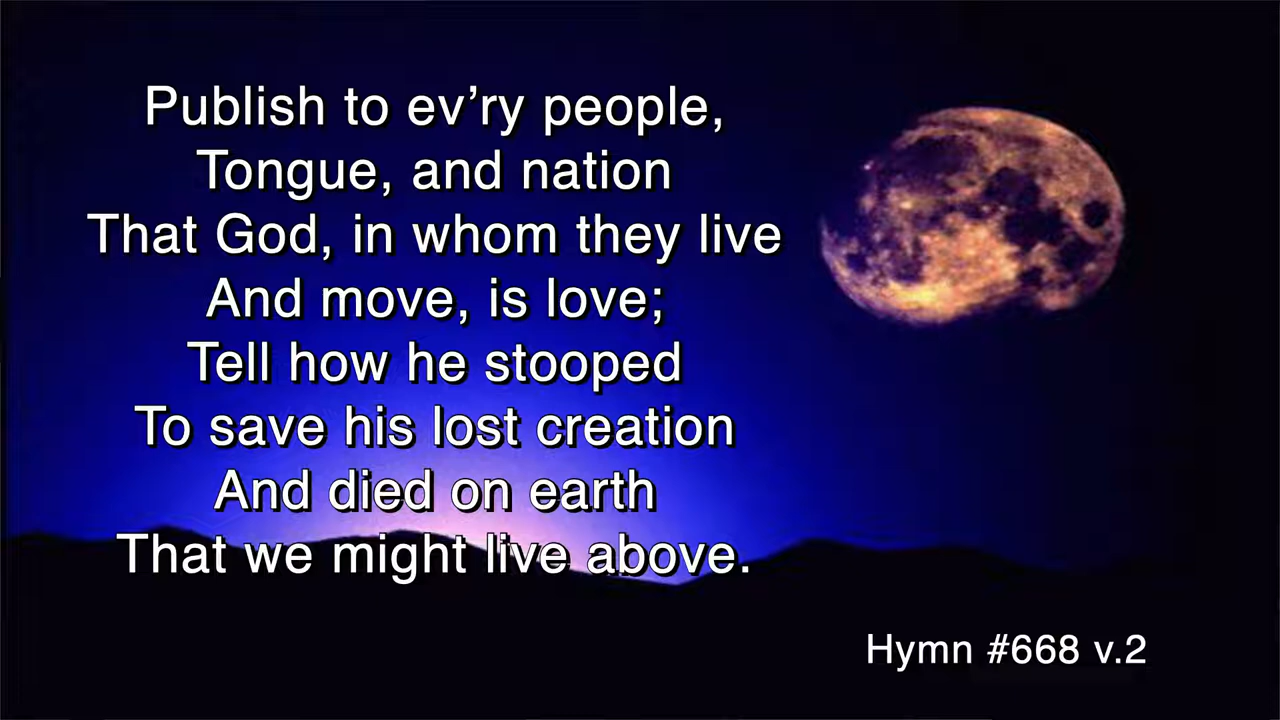 Publish to ev’ry people,
Tongue, and nation
That God, in whom they live
And move, is love;
Tell how he stooped
To save his lost creation
And died on earth
That we might live above.
Hymn #668 v.2